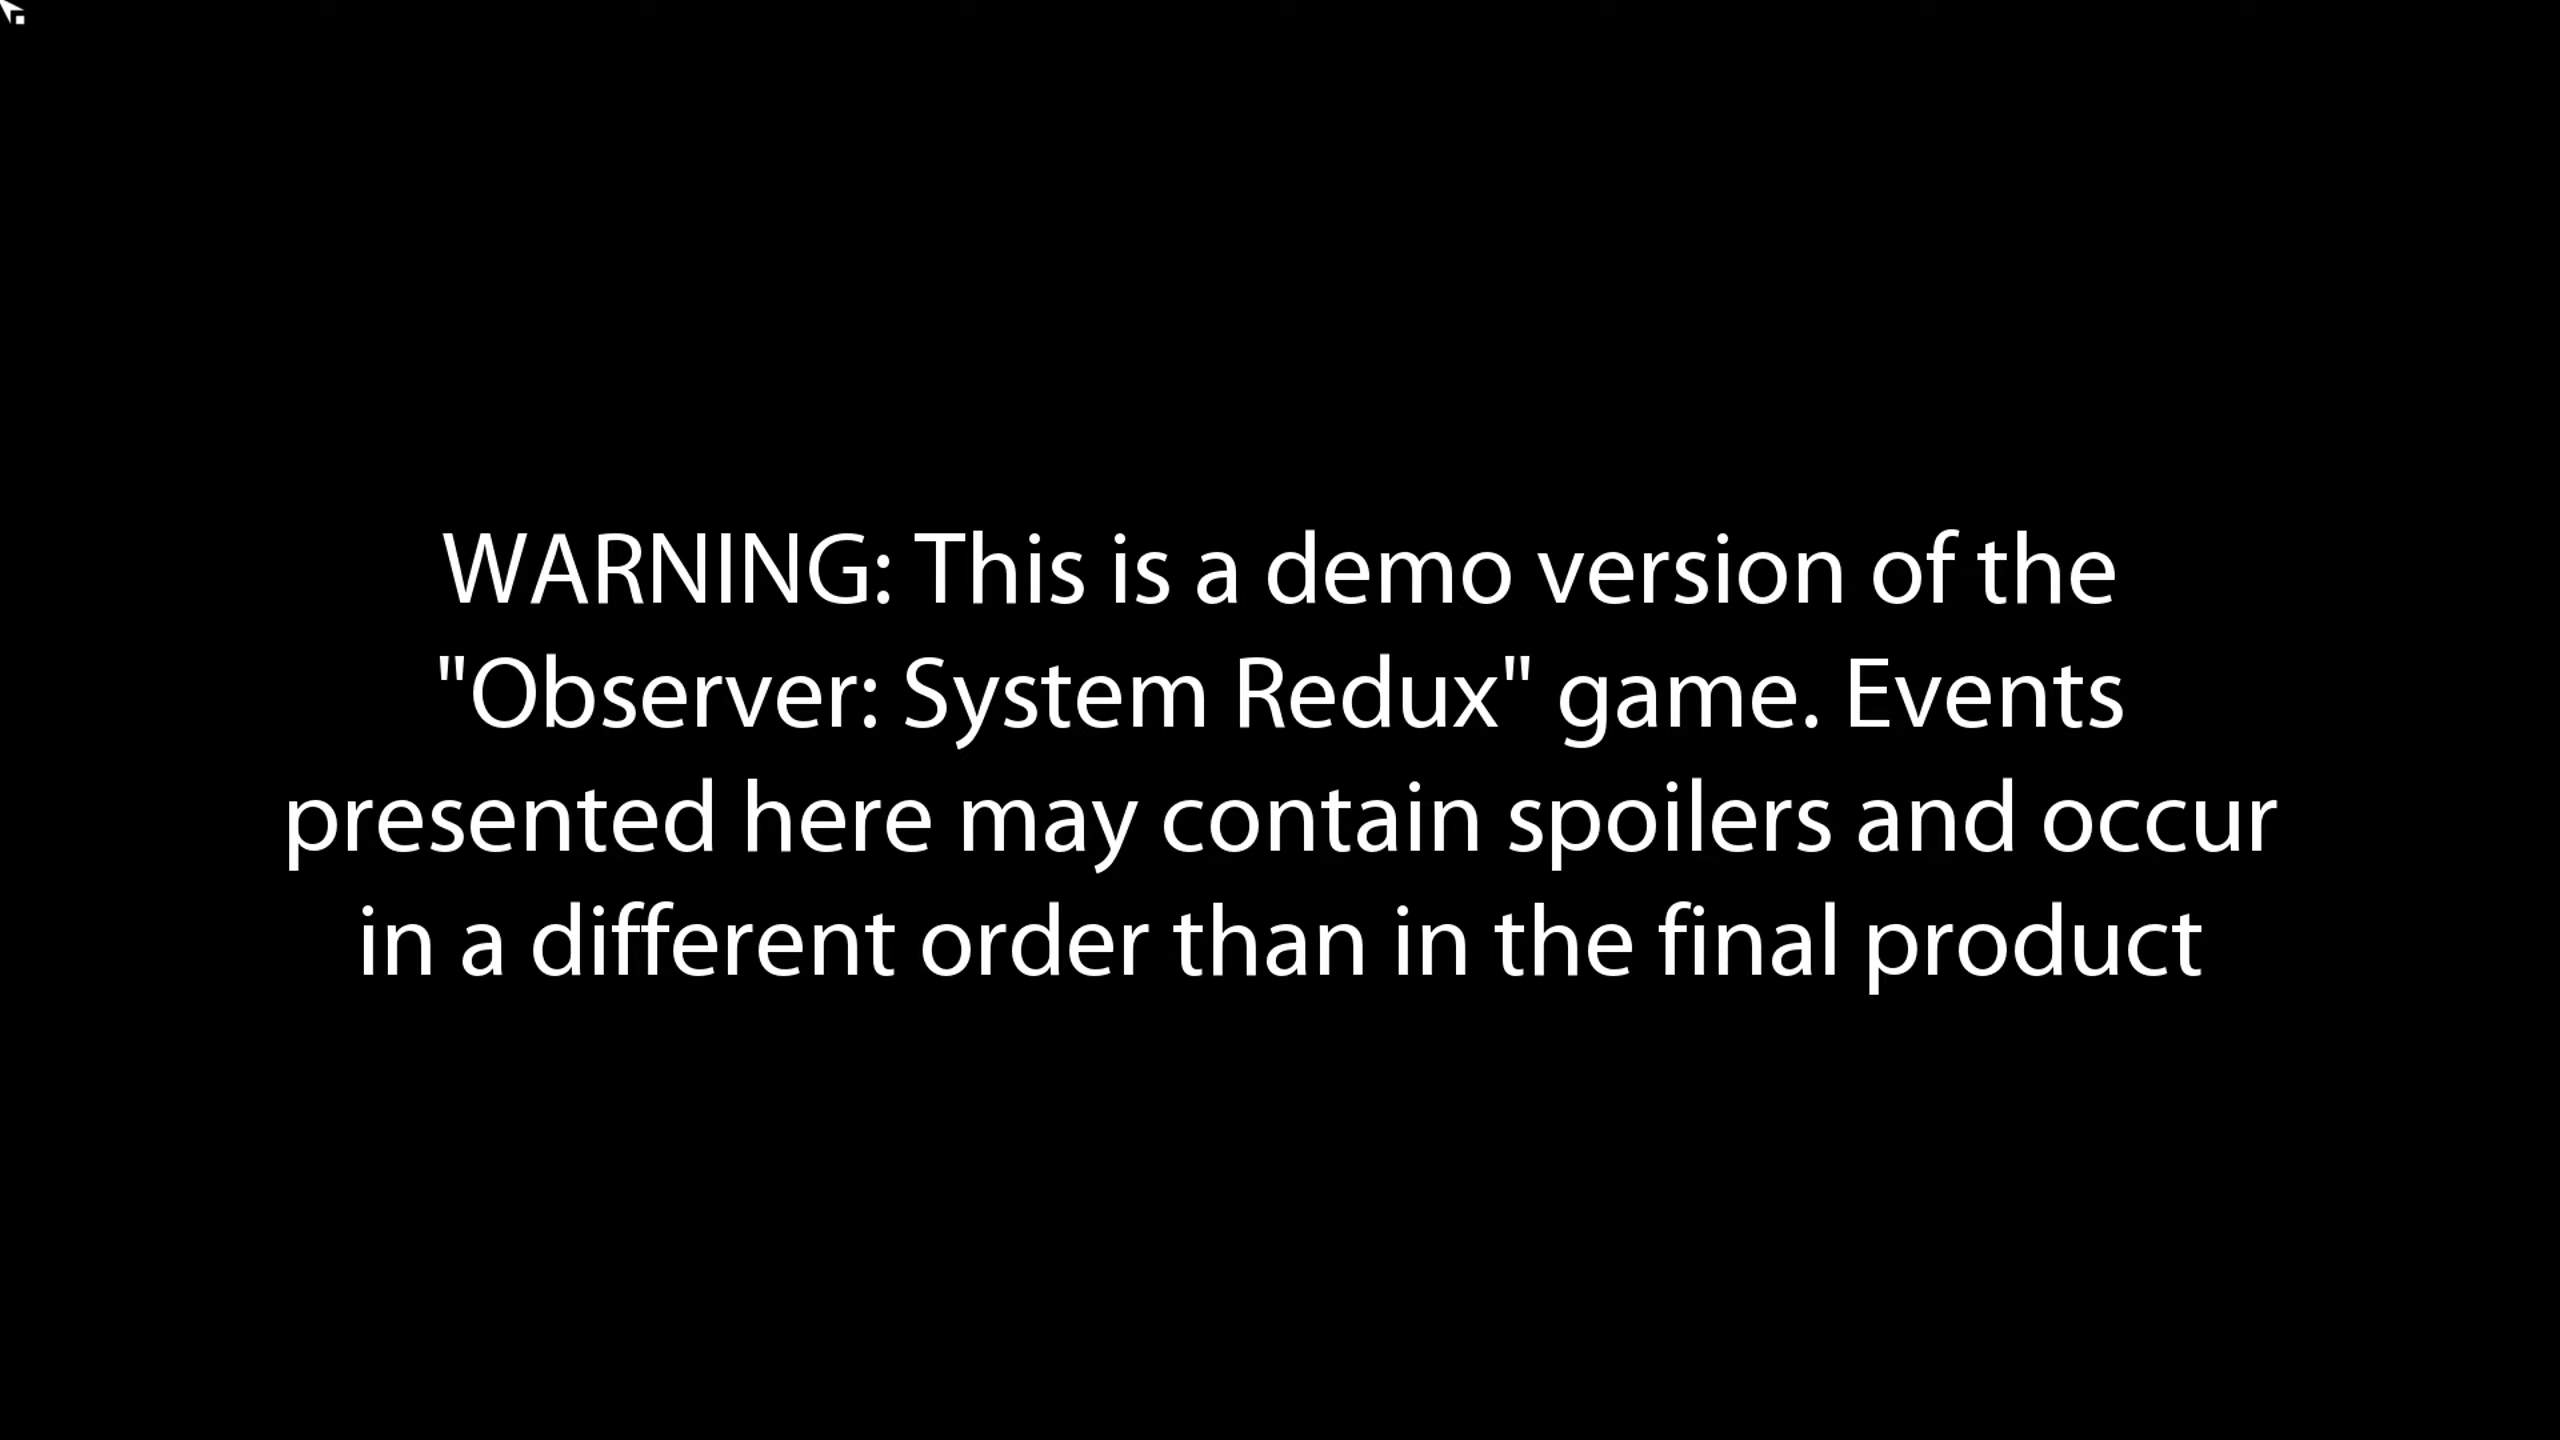 WARNING: This is a demo version of the
"Observer: System Redux" game. Events
presented here may contain spoilers and occur
in a different order than in the final product